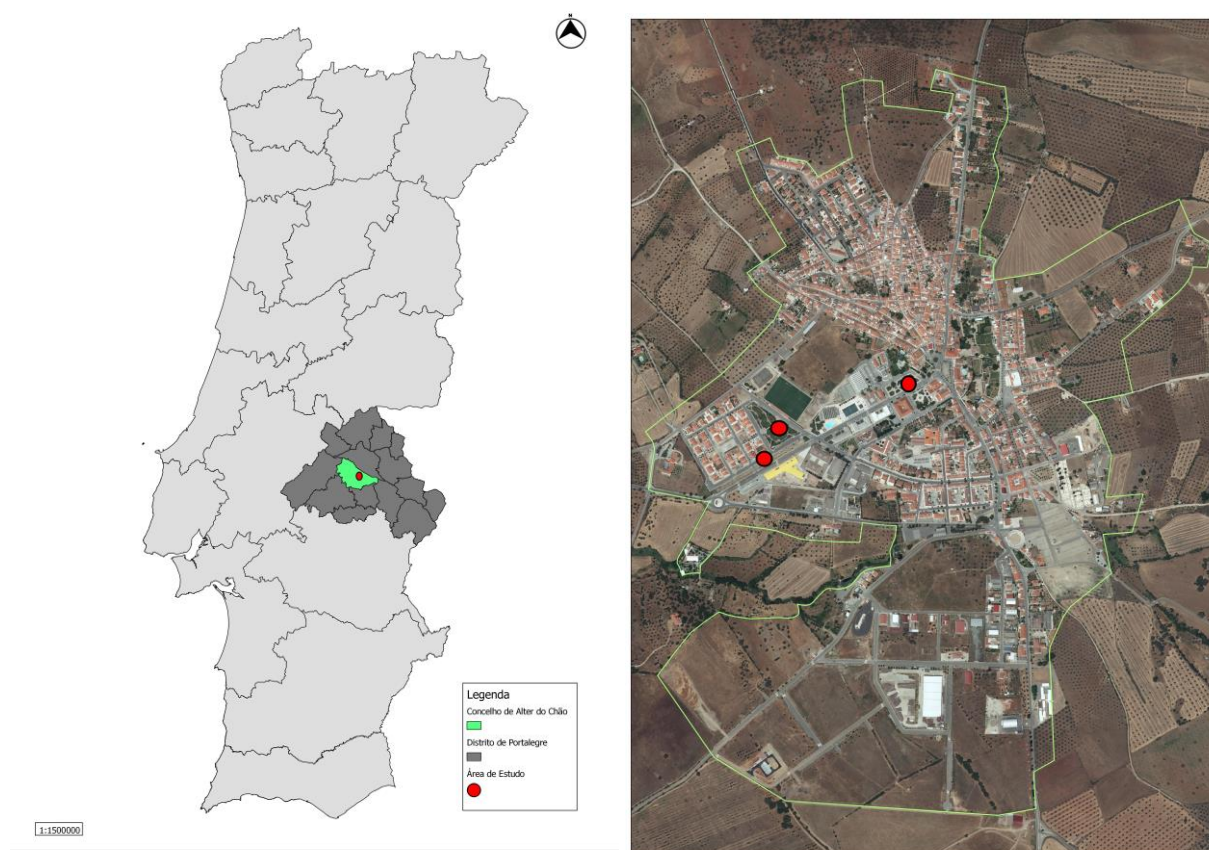 N
Legenda
Concelho de Alter do Chão
Distrito de Portalegre
Área de Estudo
1:1500000